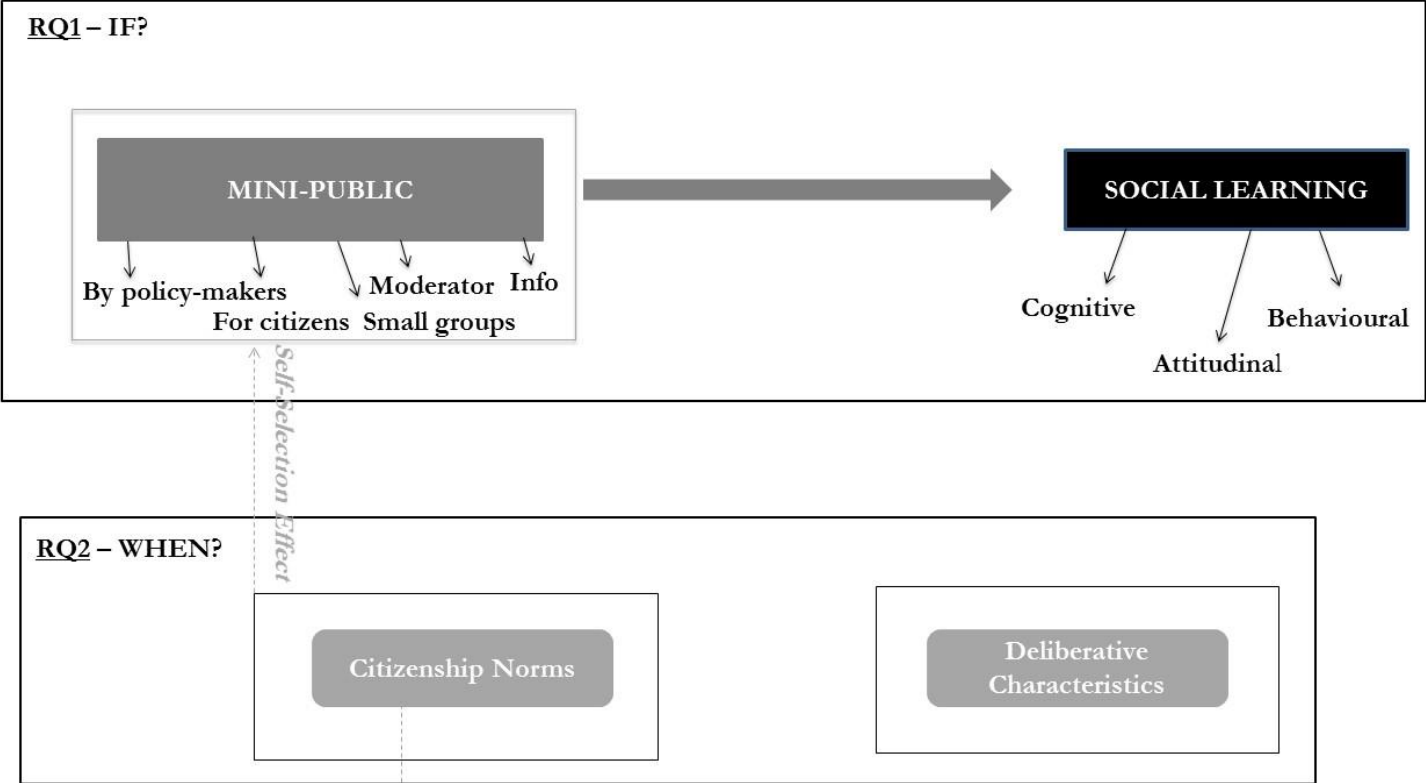 RQ1 – IF?
MINI-PUBLIC
SOCIAL LEARNING
By policy-makers
For citizens
Small groups
Moderator
Info
Cognitive
Attitudinal
Behavioural
Self-Selection Effect
RQ2 – WHEN?
Citizenship Norms
Deliberative
Characteristics